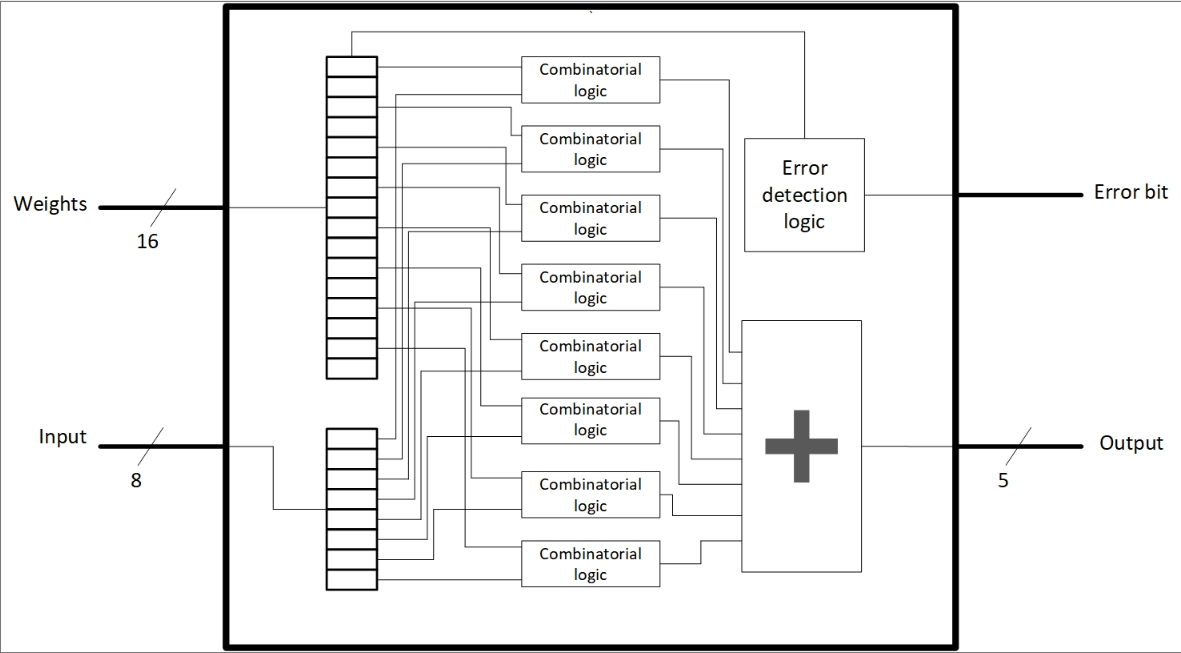 Combinatorial
logic
Combinatorial
logic
Combinatorial
logic
Combinatorial
logic
Combinatorial
logic
Combinatorial
logic
Combinatorial
logic
Combinatorial
logic
Error
detection
logic
Weights
16
Error bit
Input
8
Output
5